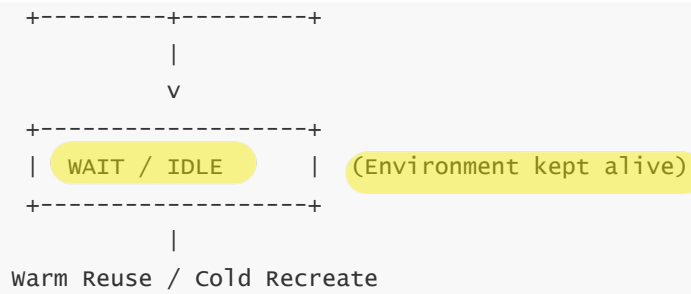 +---------+---------+
|
v
+-------------------+
| WAIT / IDLE | (Environment kept alive)
+-------------------+
|
Warm Reuse / Cold Recreate